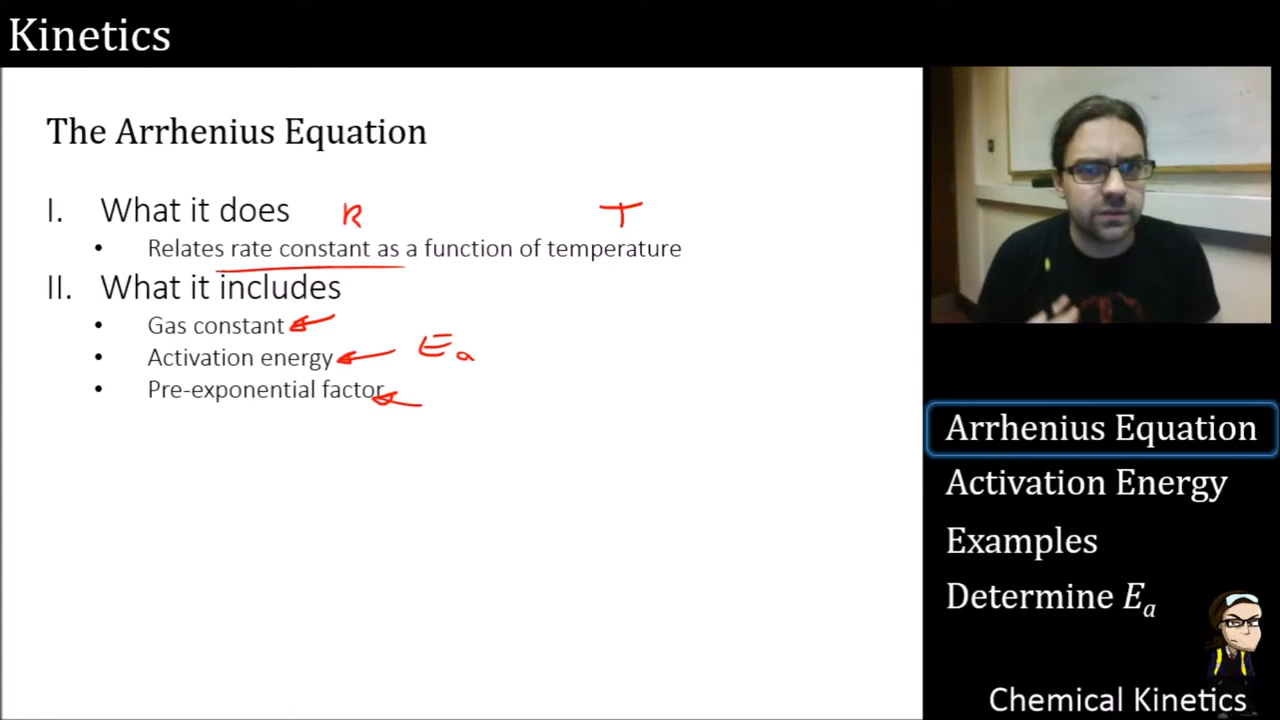 Kinetics
The Arrhenius Equation
I. What it does k T
• Relates rate constant as a function of temperature
II. What it includes
• Gas constant
• Activation energy Ea
• Pre-exponential factor
Arrhenius Equation
Activation Energy
Examples
Determine Ea
Chemical Kinetics